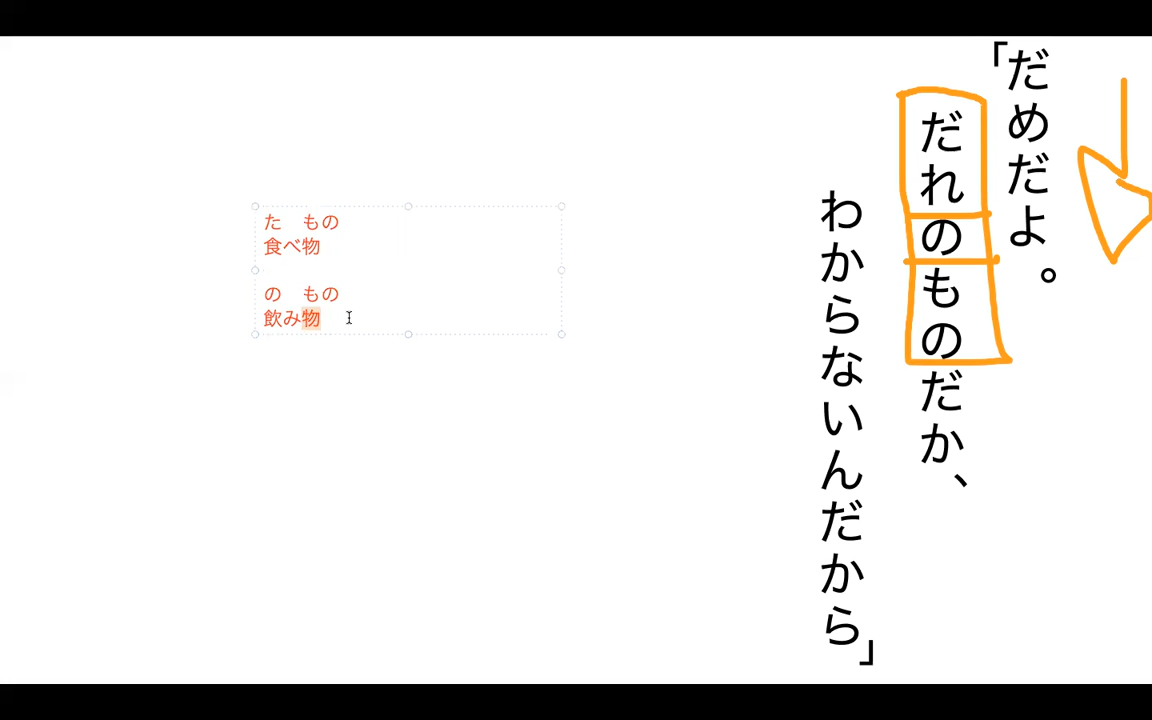 「だめだよ。
だれのものだか、
わからないんだから」
た　もの
食べ物
の　もの
飲み物